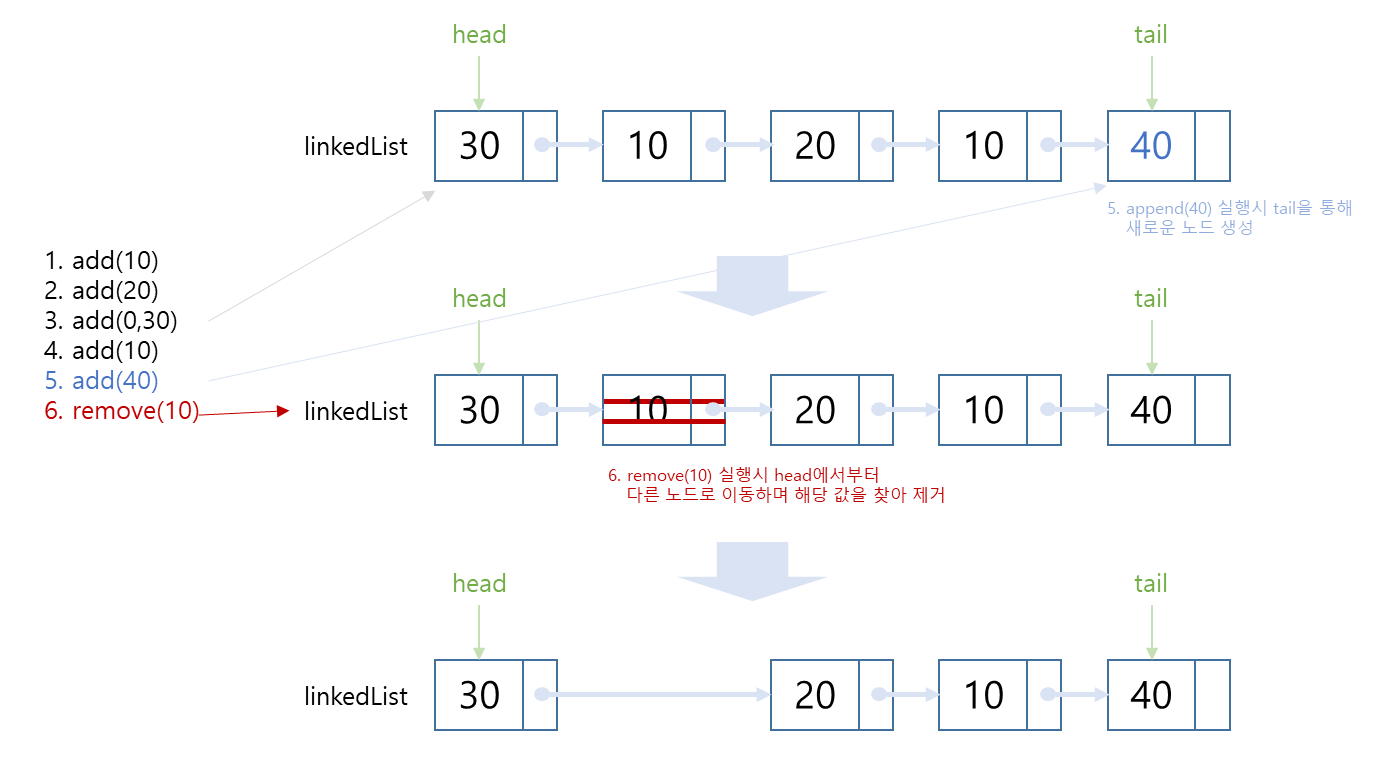 head
tail
linkedList
30
10
20
10
40
5. append(40) 실행시 tail을 통해
새로운 노드 생성
1. add(10)
2. add(20)
3. add(0,30)
4. add(10)
5. add(40)
6. remove(10)
head
tail
linkedList
30
10
20
10
40
6. remove(10) 실행시 head에서부터
다른 노드로 이동하며 해당 값을 찾아 제거
head
tail
linkedList
30
20
10
40